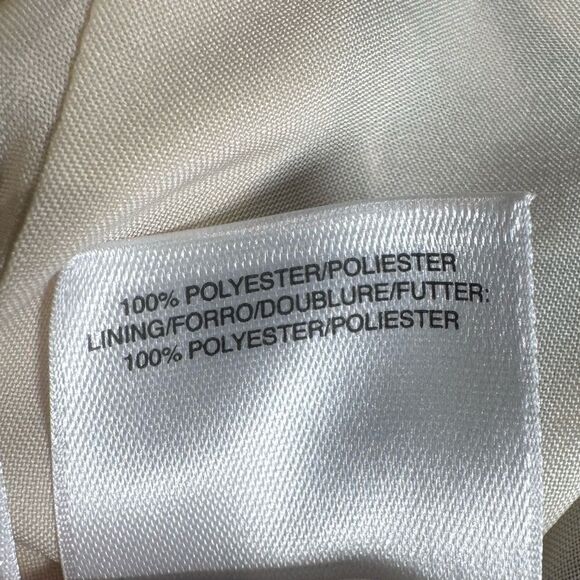 100% POLYESTER/POLIESTER
LINING/FORRO/DOUBLURE/FUTTER:
100% POLYESTER/POLIESTER